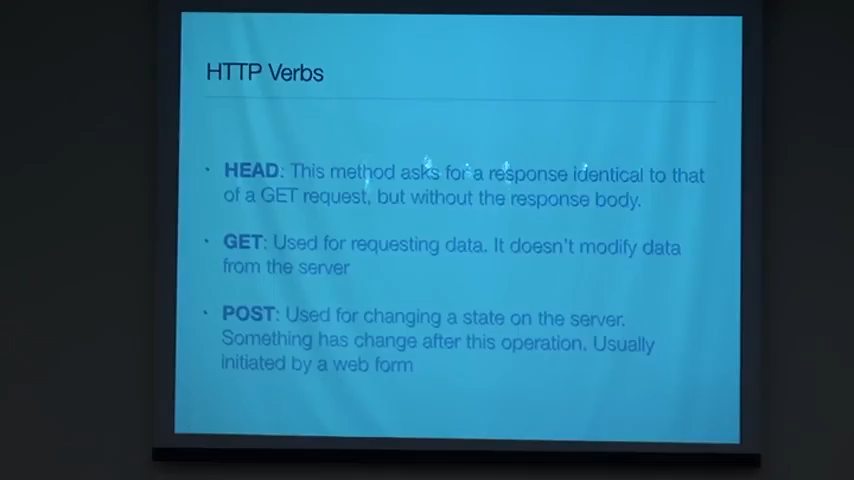 HTTP Verbs
· HEAD: This method asks for a response identical to that
of a GET request, but without the response body.
· GET: Used for requesting data. It doesn't modify data
from the server
· POST: Used for changing a state on the server.
Something has change after this operation. Usually
initiated by a web form